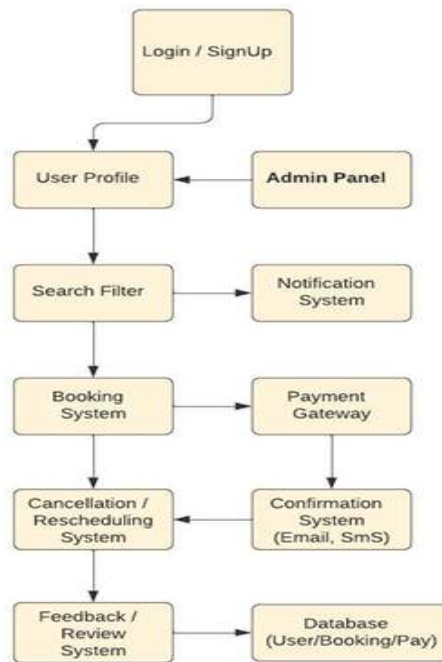 Login / SignUp
User Profile
Admin Panel
Search Filter
Notification
System
Booking
System
Payment
Gateway
Cancellation /
Rescheduling
System
Confirmation
System
(Email, SmS)
Feedback /
Review
System
Database
(User/Booking/Pay)